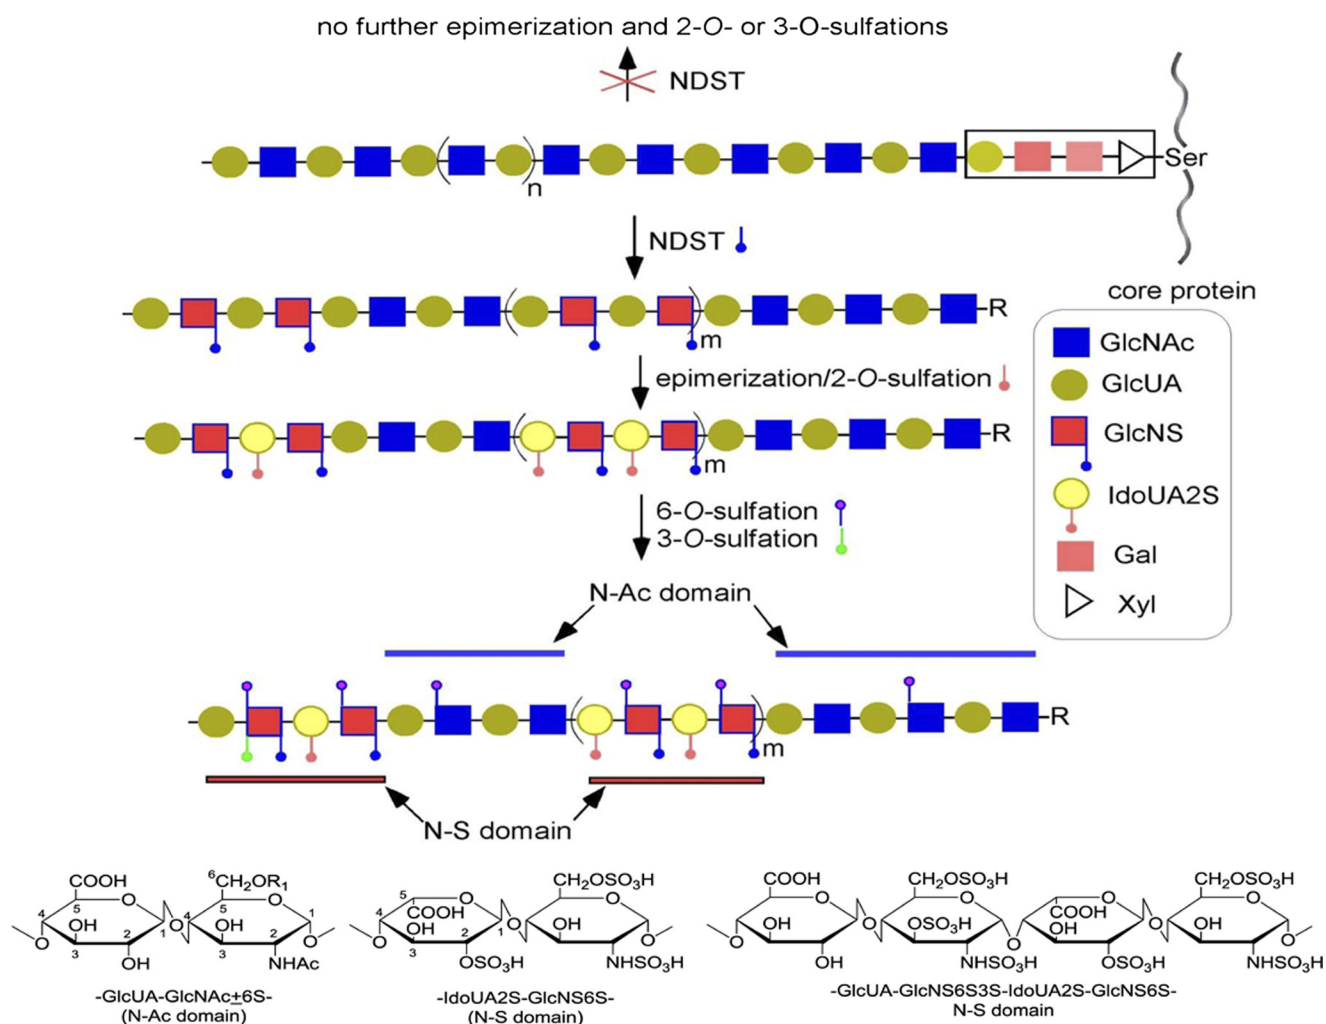 no further epimerization and 2-O- or 3-O-sulfations
NDST
n
Ser
NDST
core protein
R
m
GlcNAc
GlcUA
GlcNS
IdoUA2S
Gal
Xyl
epimerization/2-O-sulfation
R
m
6-O-sulfation
3-O-sulfation
N-Ac domain
R
m
N-S domain
COOH
6
CH2OR1
5
O
5
O
4
OH
O
4
OH
1
O
3
2
1
3
2
O
OH
NHAc
-GlcUA-GlcNAc±6S-
(N-Ac domain)
CH2OSO3H
5
O
O
4
COOH
O
OH
OH
O
3
2
1
O
OSO3H
NHSO3H
-IdoUA2S-GlcNS6S-
(N-S domain)
COOH
CH2OSO3H
CH2OSO3H
O
O
O
O
OH
O
OSO3H
COOH
OH
O
OH
O
O
OH
NHSO3H
O
OSO3H
NHSO3H
-GlcUA-GlcNS6S3S-IdoUA2S-GlcNS6S-
N-S domain